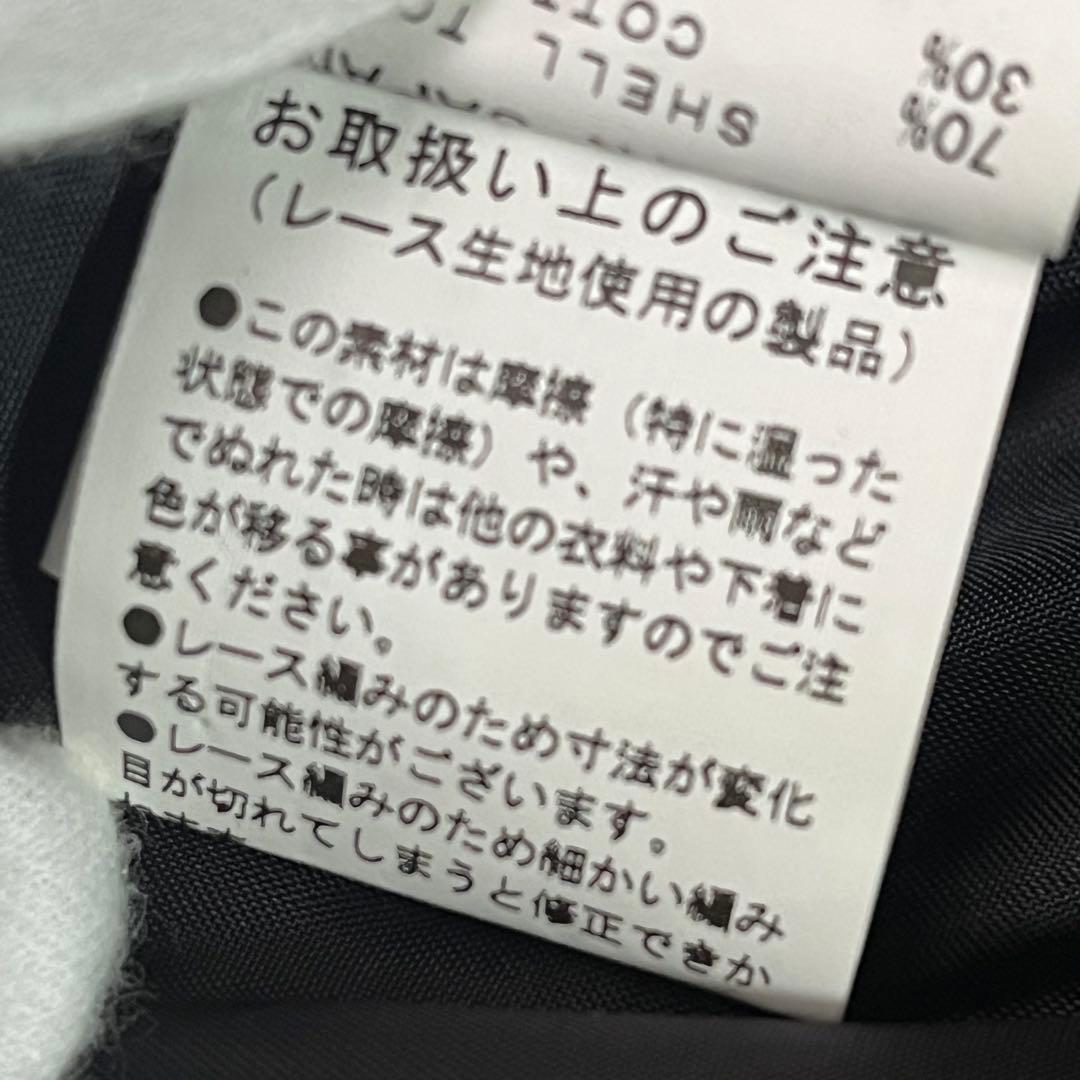 30%
70%
SHELL
お取扱い上のご注意
（レース生地使用の製品）
●この素材は摩擦（特に湿った
状態での摩擦）や、汗や雨など
でぬれた時は他の衣料や下着に
色が移る事がありますのでご注
意ください。
●レース編みのため寸法が変化
する可能性がございます。
●レース編みのため細かい編み
目が切れてしまうと修正できか